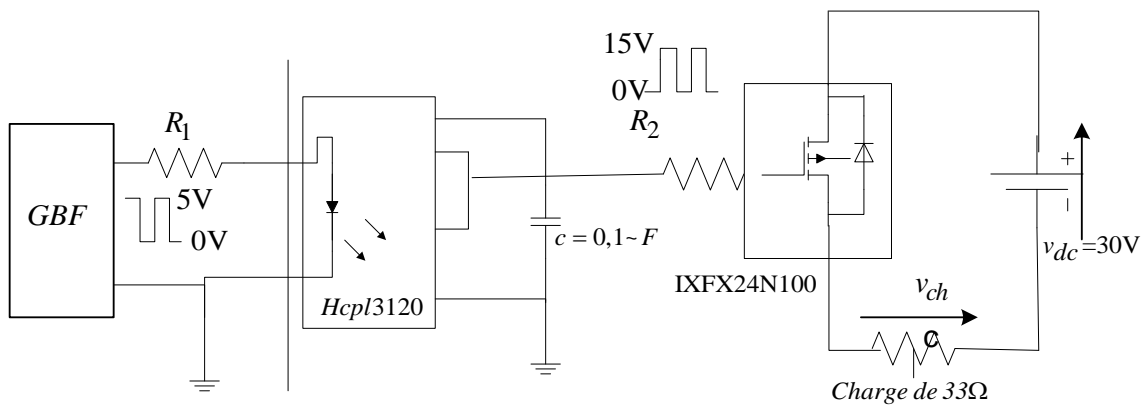 15V
0V
R1
R2
GBF
5V
0V
c = 0,1~ F
+
-
vdc=30V
Hcpl3120
IXFX24N100
vch
C
Charge de 33Ω